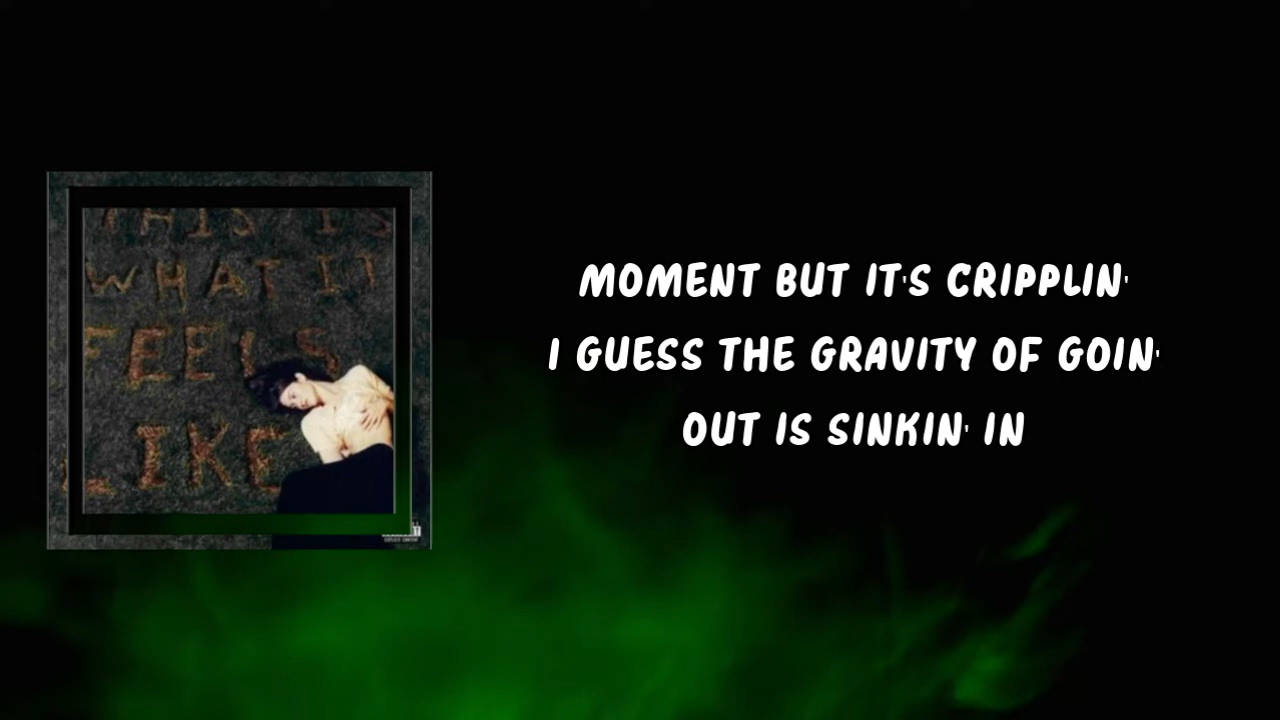 THIS IS
WHAT IT
FEELS
LIKE
MOMENT BUT IT'S CRIPPLIN'
I GUESS THE GRAVITY OF GOIN'
OUT IS SINKIN' IN